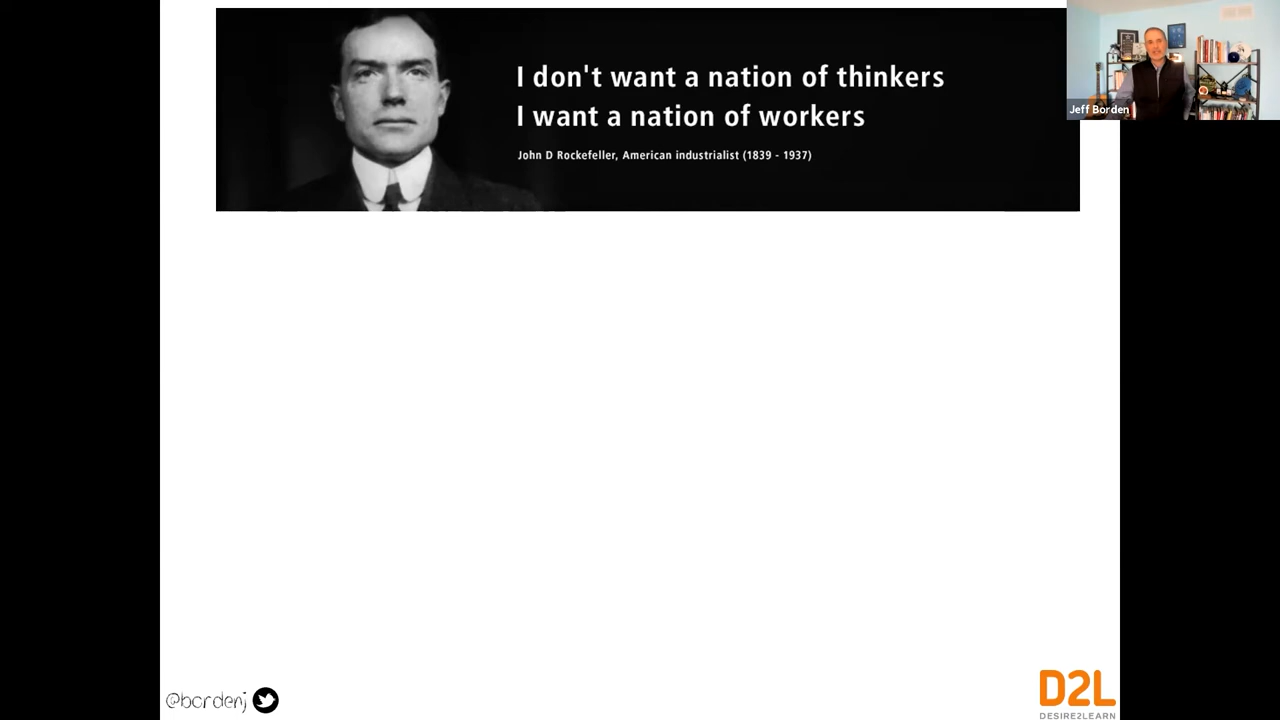 I don't want a nation of thinkers
I want a nation of workers
John D Rockefeller, American industrialist (1839 - 1937)
Jeff Borden
@bordenj
D2L
DESIRE2LEARN